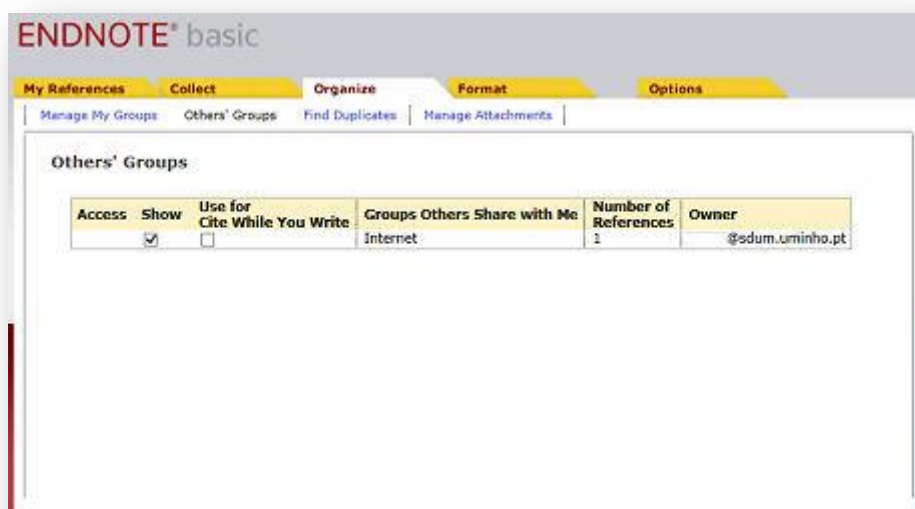 ENDNOTE® basic
My References Collect Organize Format Options
Manage My Groups Others' Groups Find Duplicates Manage Attachments
Others' Groups
Access Show Use for Cite While You Write Groups Others Share with Me Number of References Owner
Internet 1 @sdum.uminho.pt